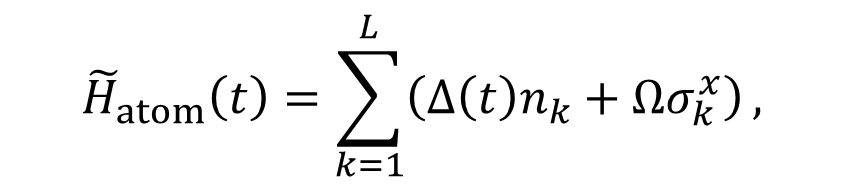 H̃_atom(t) = ∑_{k=1}^{L} (Δ(t)n_k + Ωσ_k^x),